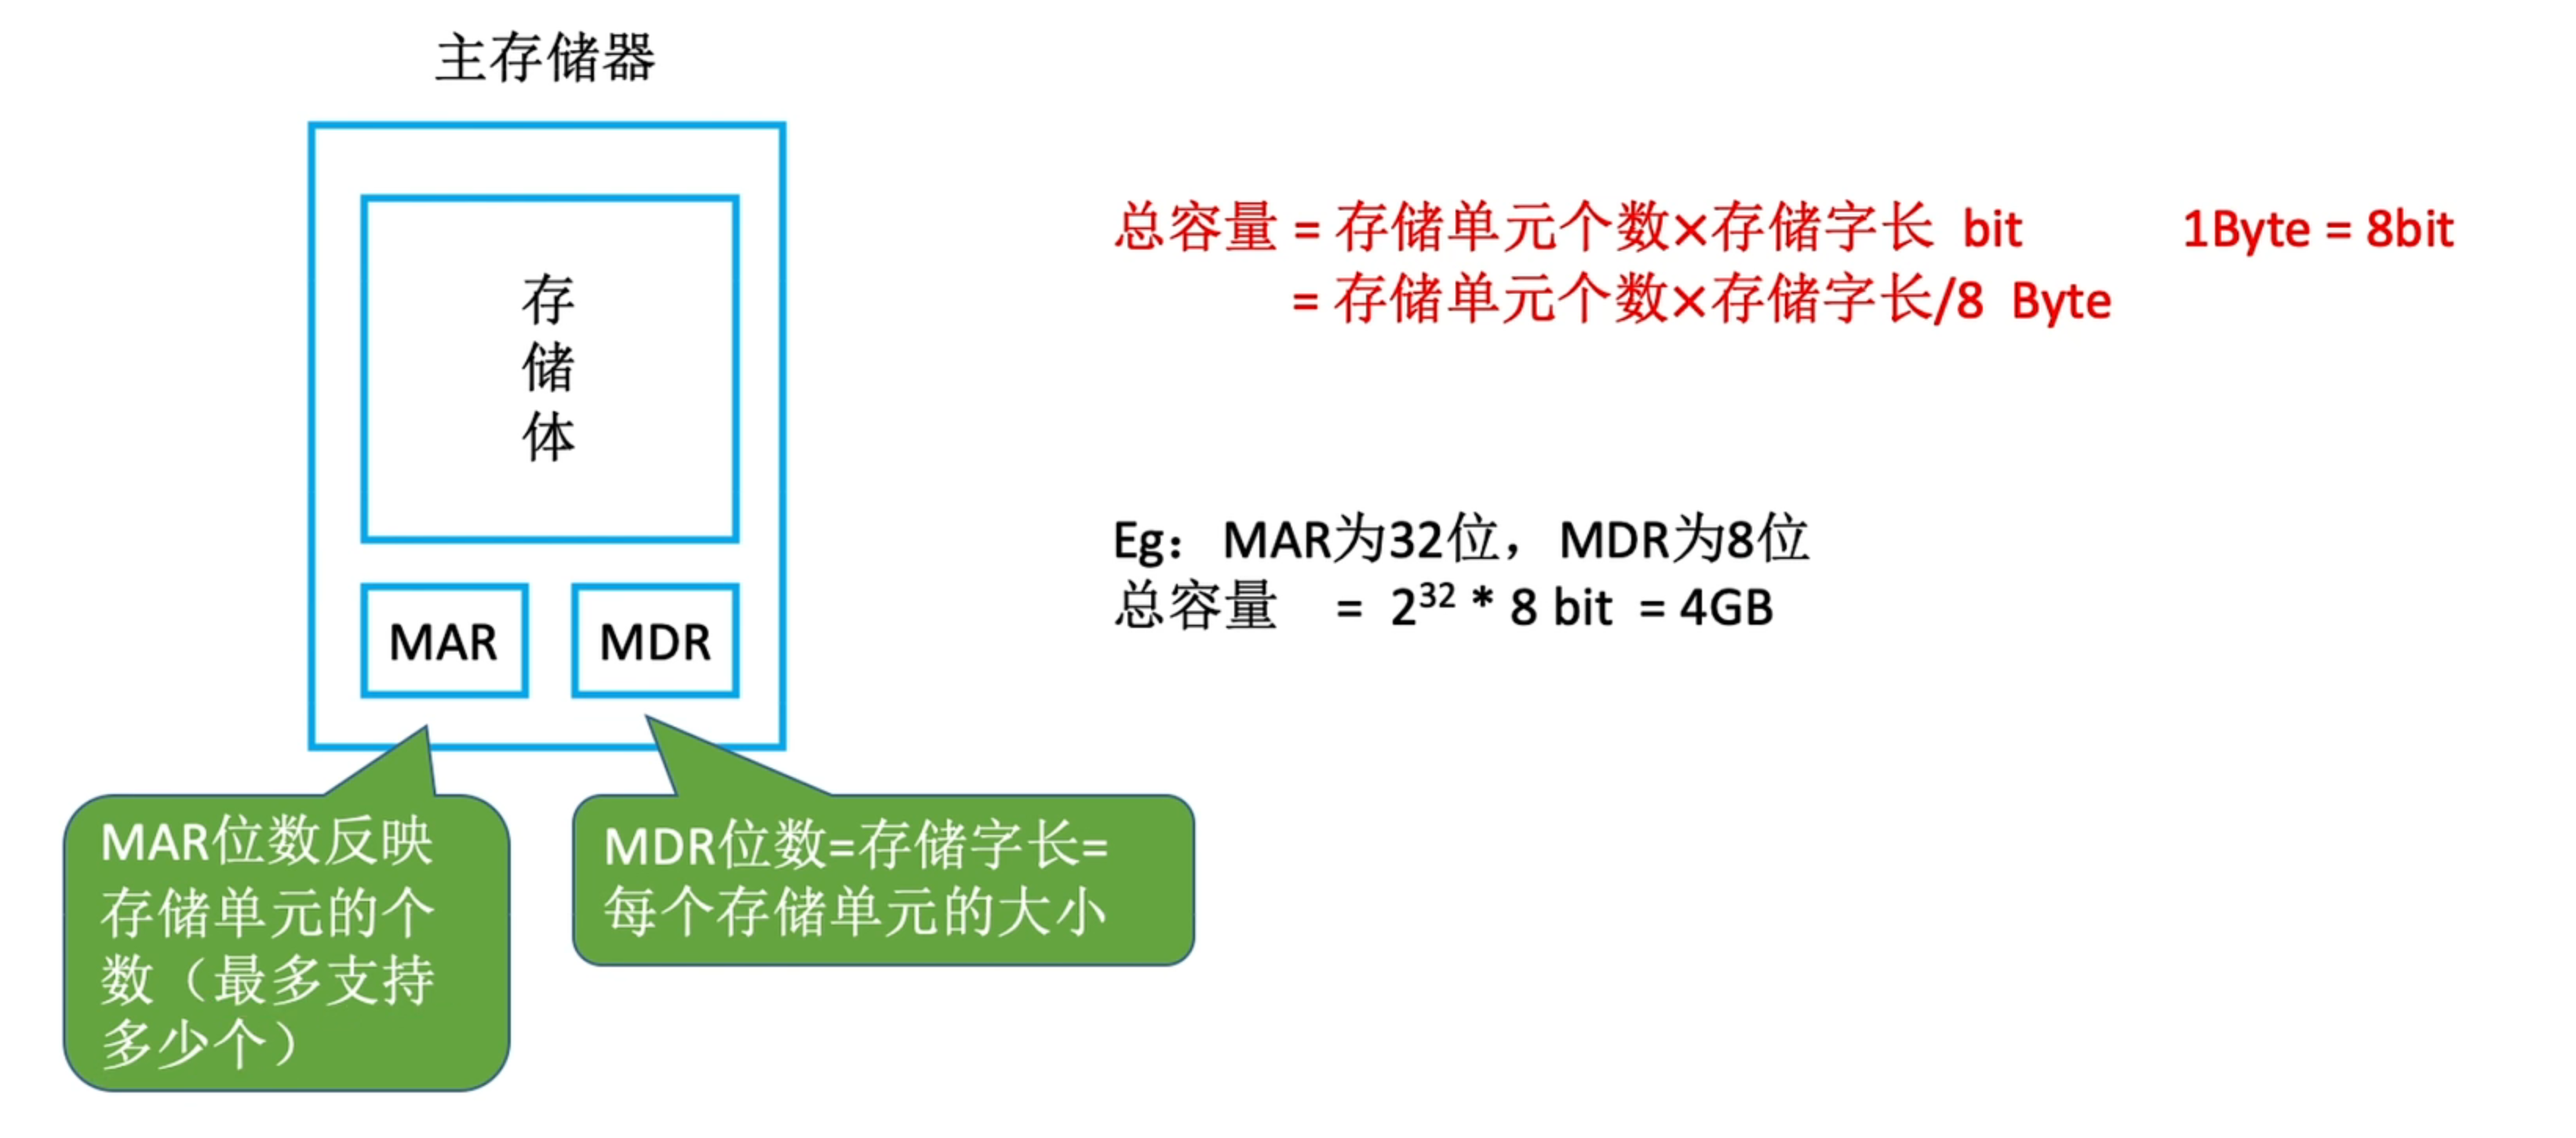 主存储器
存
储
体
MAR
MDR
MAR位数反映
存储单元的个
数（最多支持
多少个）
MDR位数=存储字长=
每个存储单元的大小
总容量 = 存储单元个数×存储字长 bit
1Byte = 8bit
= 存储单元个数×存储字长/8 Byte
Eg：MAR为32位，MDR为8位
总容量 = 2³² * 8 bit = 4GB